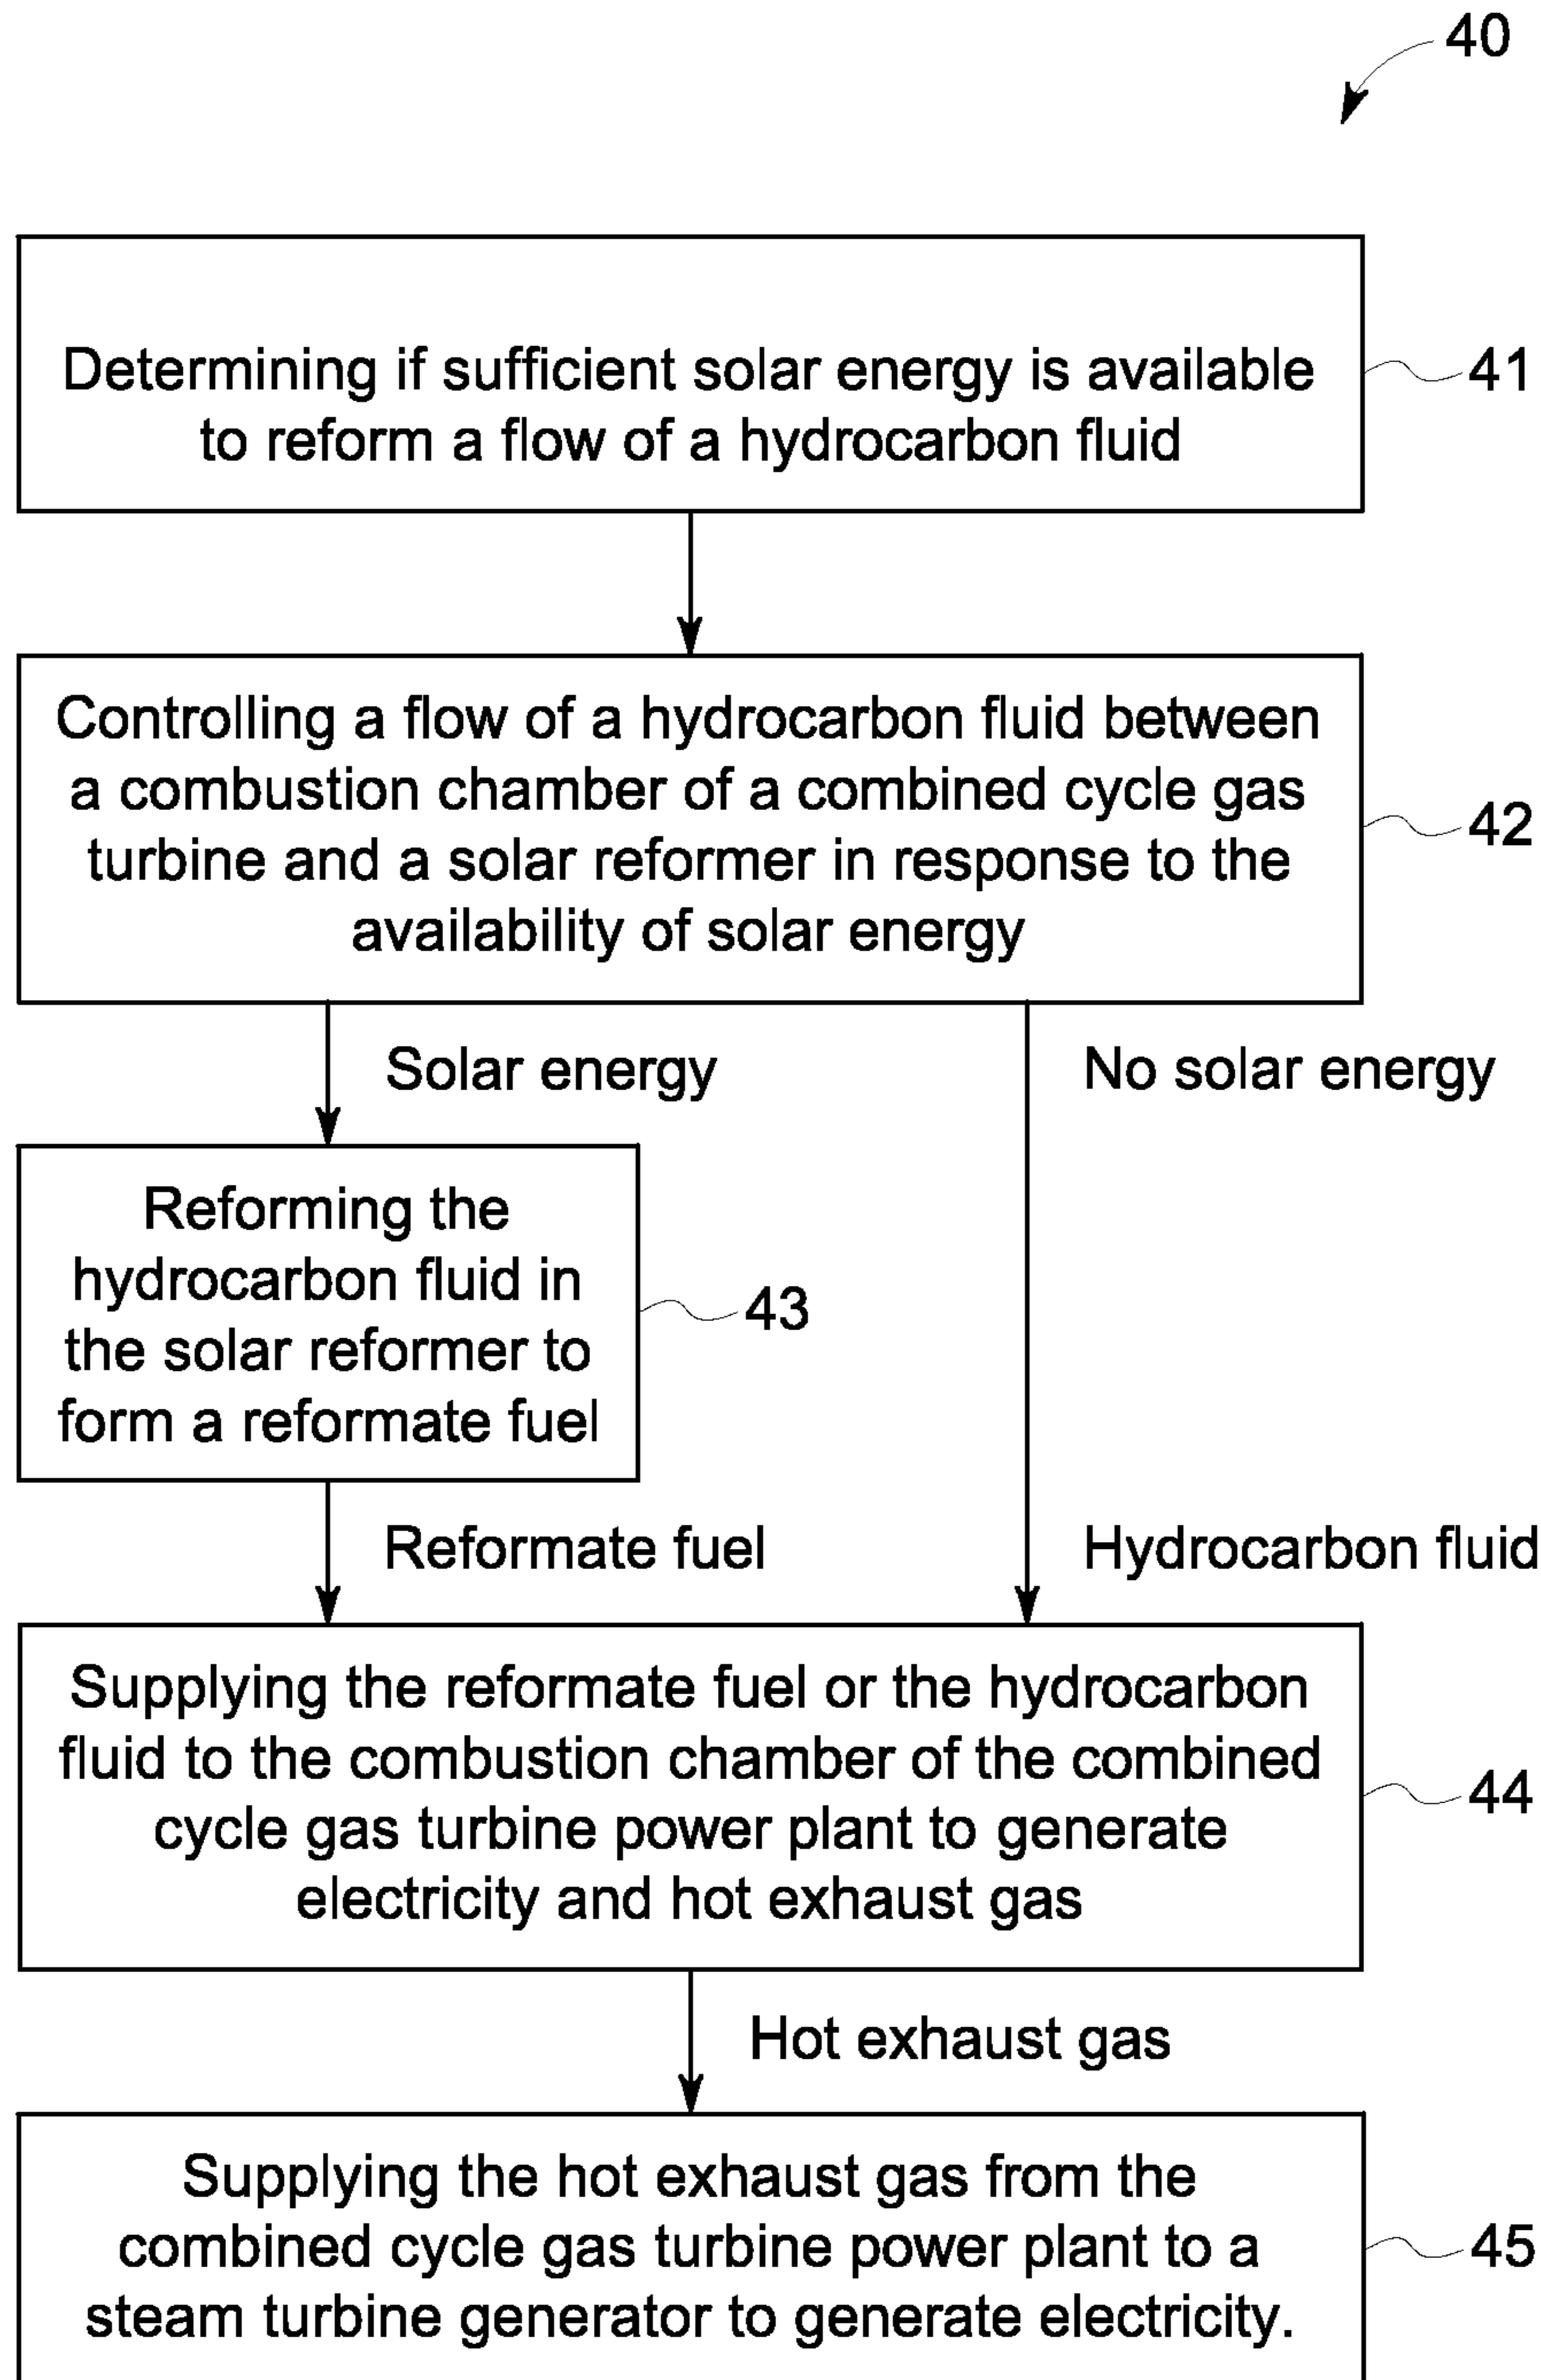 40
Determining if sufficient solar energy is available
to reform a flow of a hydrocarbon fluid
41
Controlling a flow of a hydrocarbon fluid between
a combustion chamber of a combined cycle gas
turbine and a solar reformer in response to the
availability of solar energy
42
Solar energy
No solar energy
Reforming the
hydrocarbon fluid in
the solar reformer to
form a reformate fuel
43
Reformate fuel
Hydrocarbon fluid
Supplying the reformate fuel or the hydrocarbon
fluid to the combustion chamber of the combined
cycle gas turbine power plant to generate
electricity and hot exhaust gas
44
Hot exhaust gas
Supplying the hot exhaust gas from the
combined cycle gas turbine power plant to a
steam turbine generator to generate electricity.
45